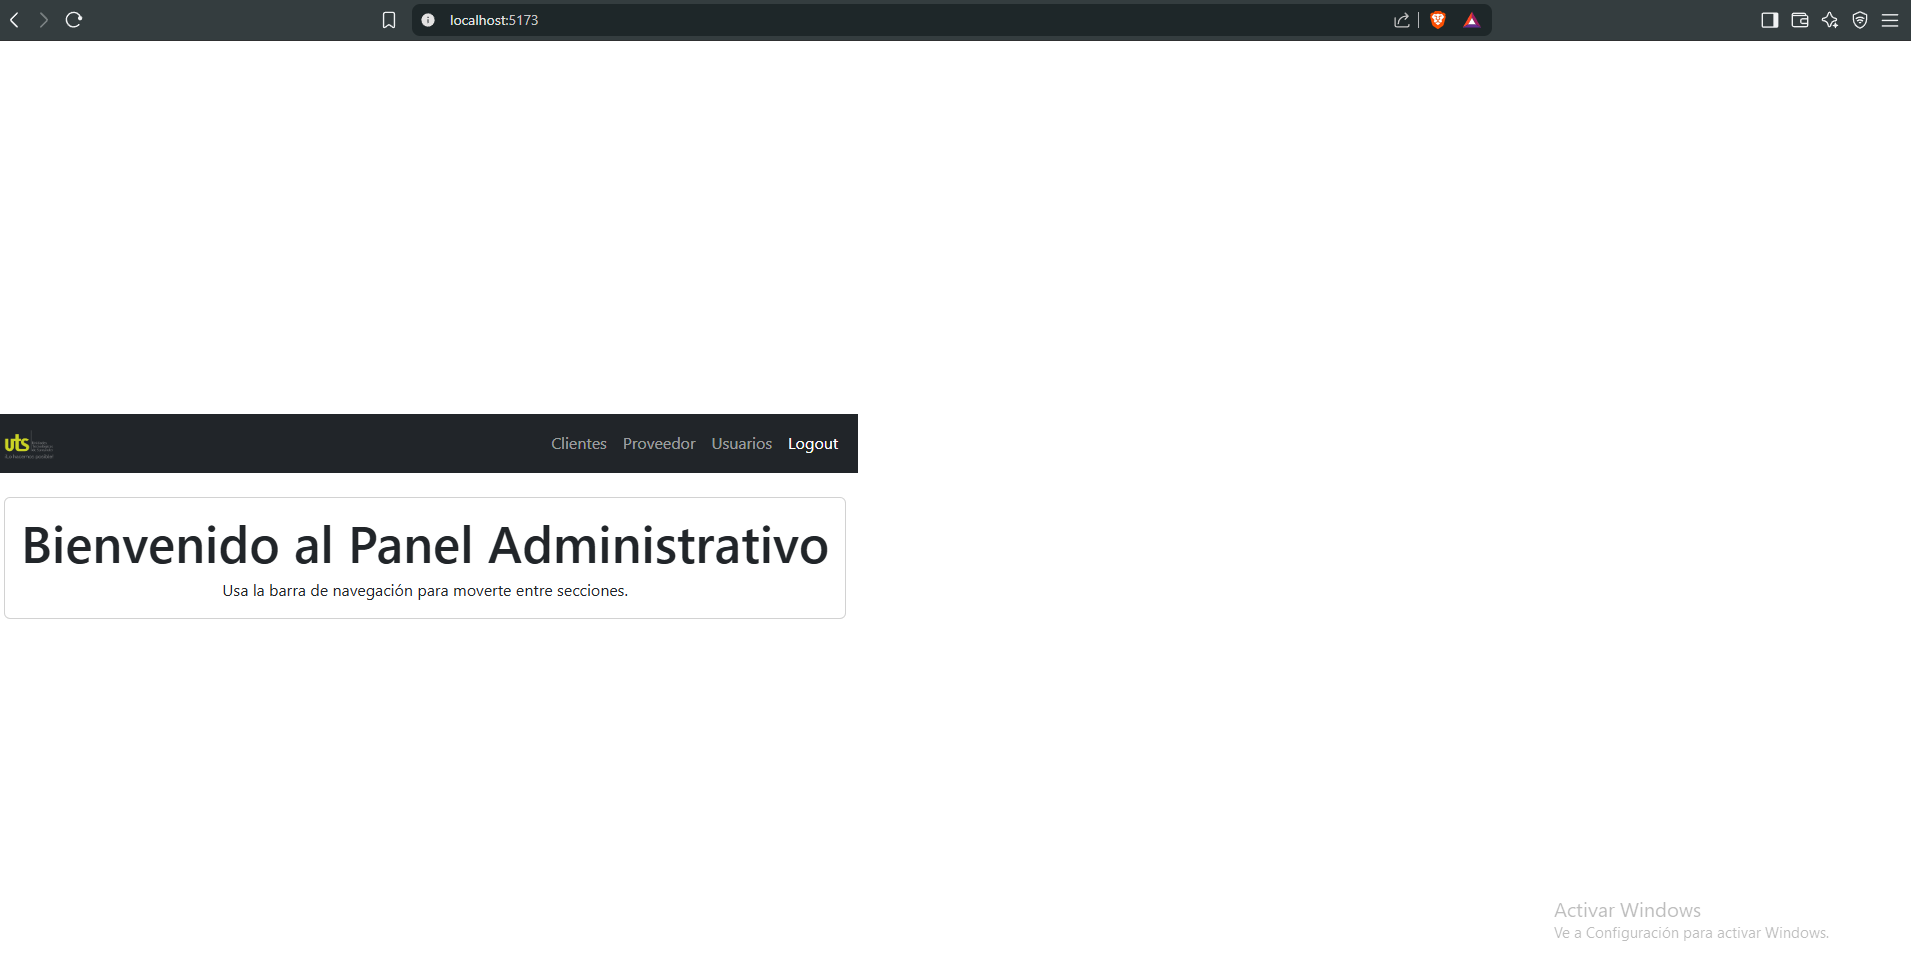 localhost:5173
uts
Clientes Proveedor Usuarios Logout
Bienvenido al Panel Administrativo
Usa la barra de navegación para moverte entre secciones.
Activar Windows
Ve a Configuración para activar Windows.